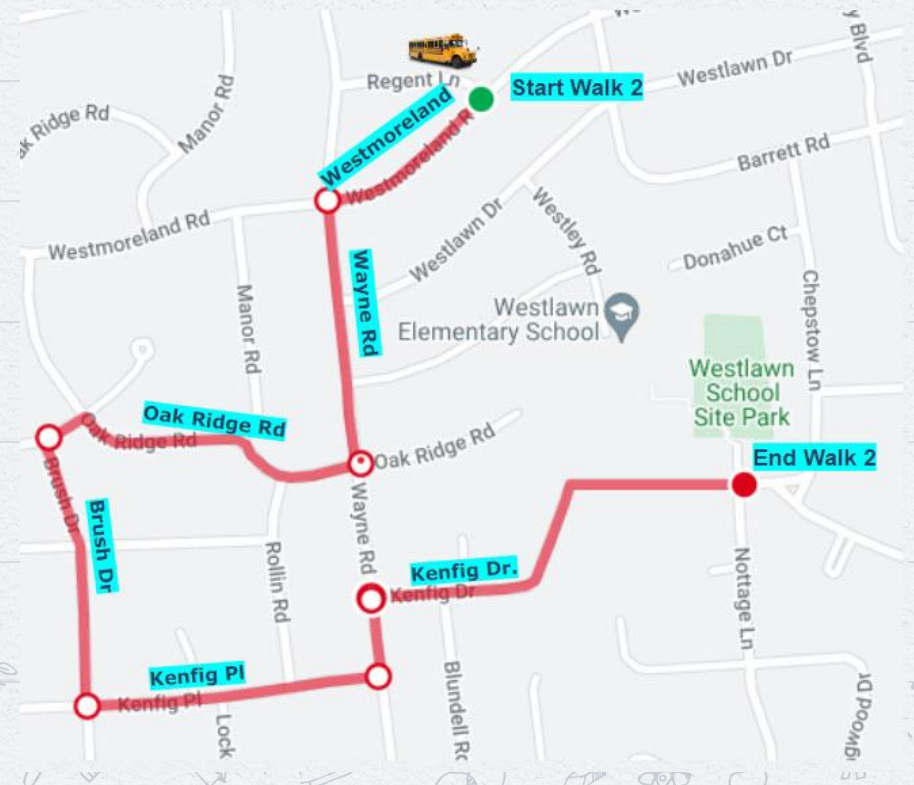 Regent Ln
Start Walk 2
Westlawn Dr
y Blvd
Manor Rd
ak Ridge Rd
Westmoreland
Westmoreland R
Barrett Rd
Westmoreland Rd
Westlawn Dr
Westley Rd
Donahue Ct
Wayne Rd
Manor Rd
Chepstow Ln
Westlawn
Elementary School
Westlawn
School
Site Park
Oak Ridge Rd
Oak Ridge Rd
Oak Ridge Rd
End Walk 2
Brush Dr
Brush Dr
Wayne Rd
Rollin Rd
Kenfig Dr.
Kenfig Dr
Nottage Ln
Kenfig Pl
Kenfig Pl
Lock
Blundell Rd
gwood Dr